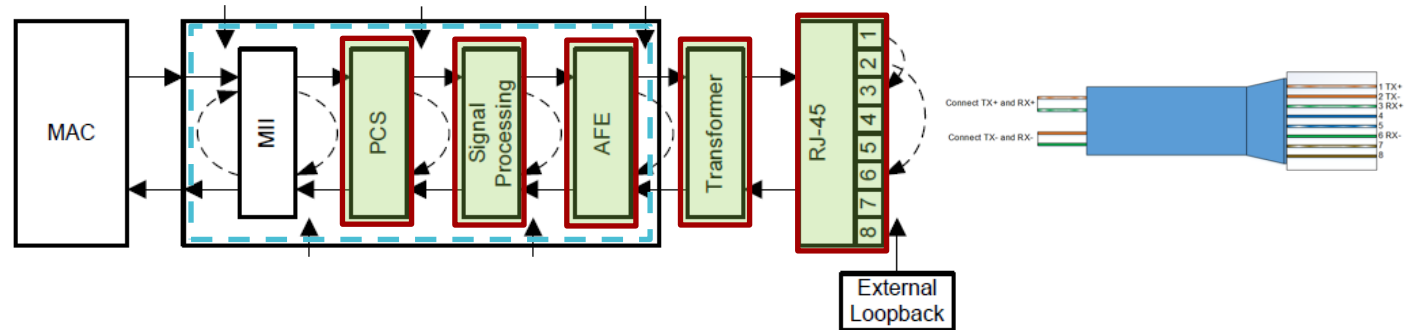 MAC
MII
PCS
Signal
Processing
AFE
Transformer
RJ-45
1
2
3
4
5
6
7
8
External
Loopback
Connect TX+ and RX+
Connect TX- and RX-
1 TX+
2 TX-
3 RX+
4
5
6 RX-
7
8